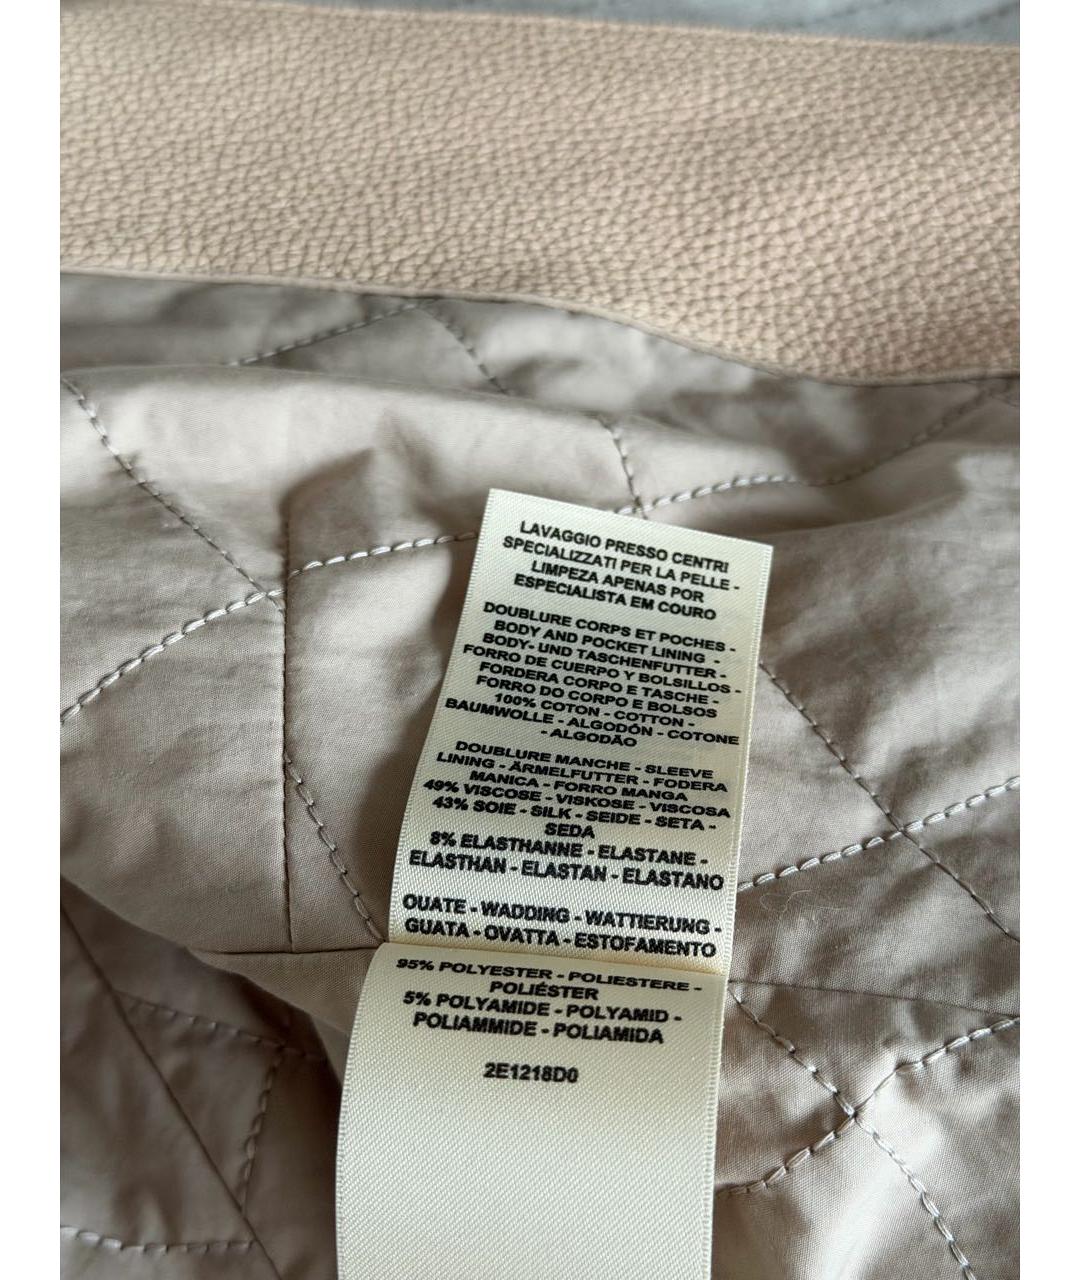 LAVAGGIO PRESSO CENTRI
SPECIALIZZATI PER LA PELLE -
LIMPEZA APENAS POR
ESPECIALISTA EM COURO
DOUBLURE CORPS ET POCHES -
BODY AND POCKET LINING -
BODY- UND TASCHENFUTTER -
FORRO DE CUERPO Y BOLSILLOS -
FORDERA CORPO E TASCHE -
FORRO DO CORPO E BOLSOS
100% COTON - COTTON -
BAUMWOLLE - ALGODÓN - COTONE
- ALGODÃO
DOUBLURE MANCHE - SLEEVE
LINING - ÄRMELFUTTER - FODERA
MANICA - FORRO MANGA
49% VISCOSE - VISKOSE - VISCOSA
43% SOIE - SILK - SEIDE - SETA -
SEDA
8% ELASTHANNE - ELASTANE -
ELASTHAN - ELASTAN - ELASTANO
OUATE - WADDING - WATTIERUNG -
GUATA - OVATTA - ESTOFAMENTO
95% POLYESTER - POLIESTERE -
POLIÉSTER
5% POLYAMIDE - POLYAMID -
POLIAMMIDE - POLIAMIDA
2E1218D0